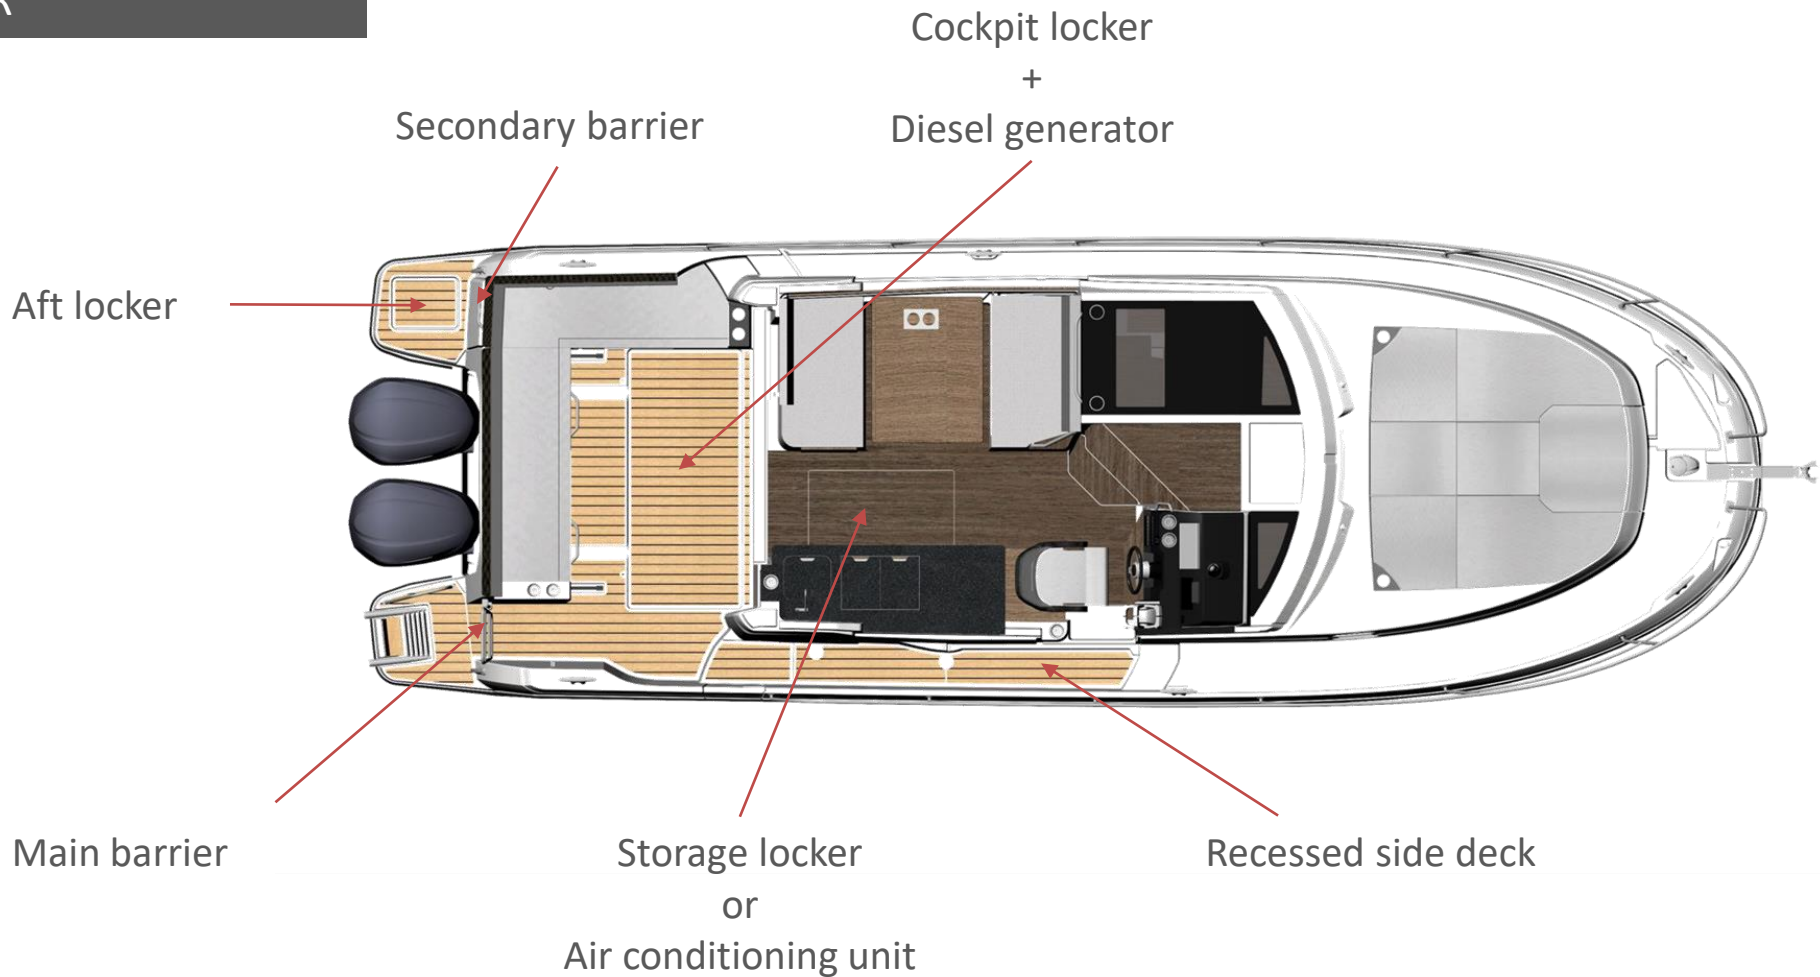 Cockpit locker
+
Diesel generator
Secondary barrier
Aft locker
Main barrier
Storage locker
or
Air conditioning unit
Recessed side deck